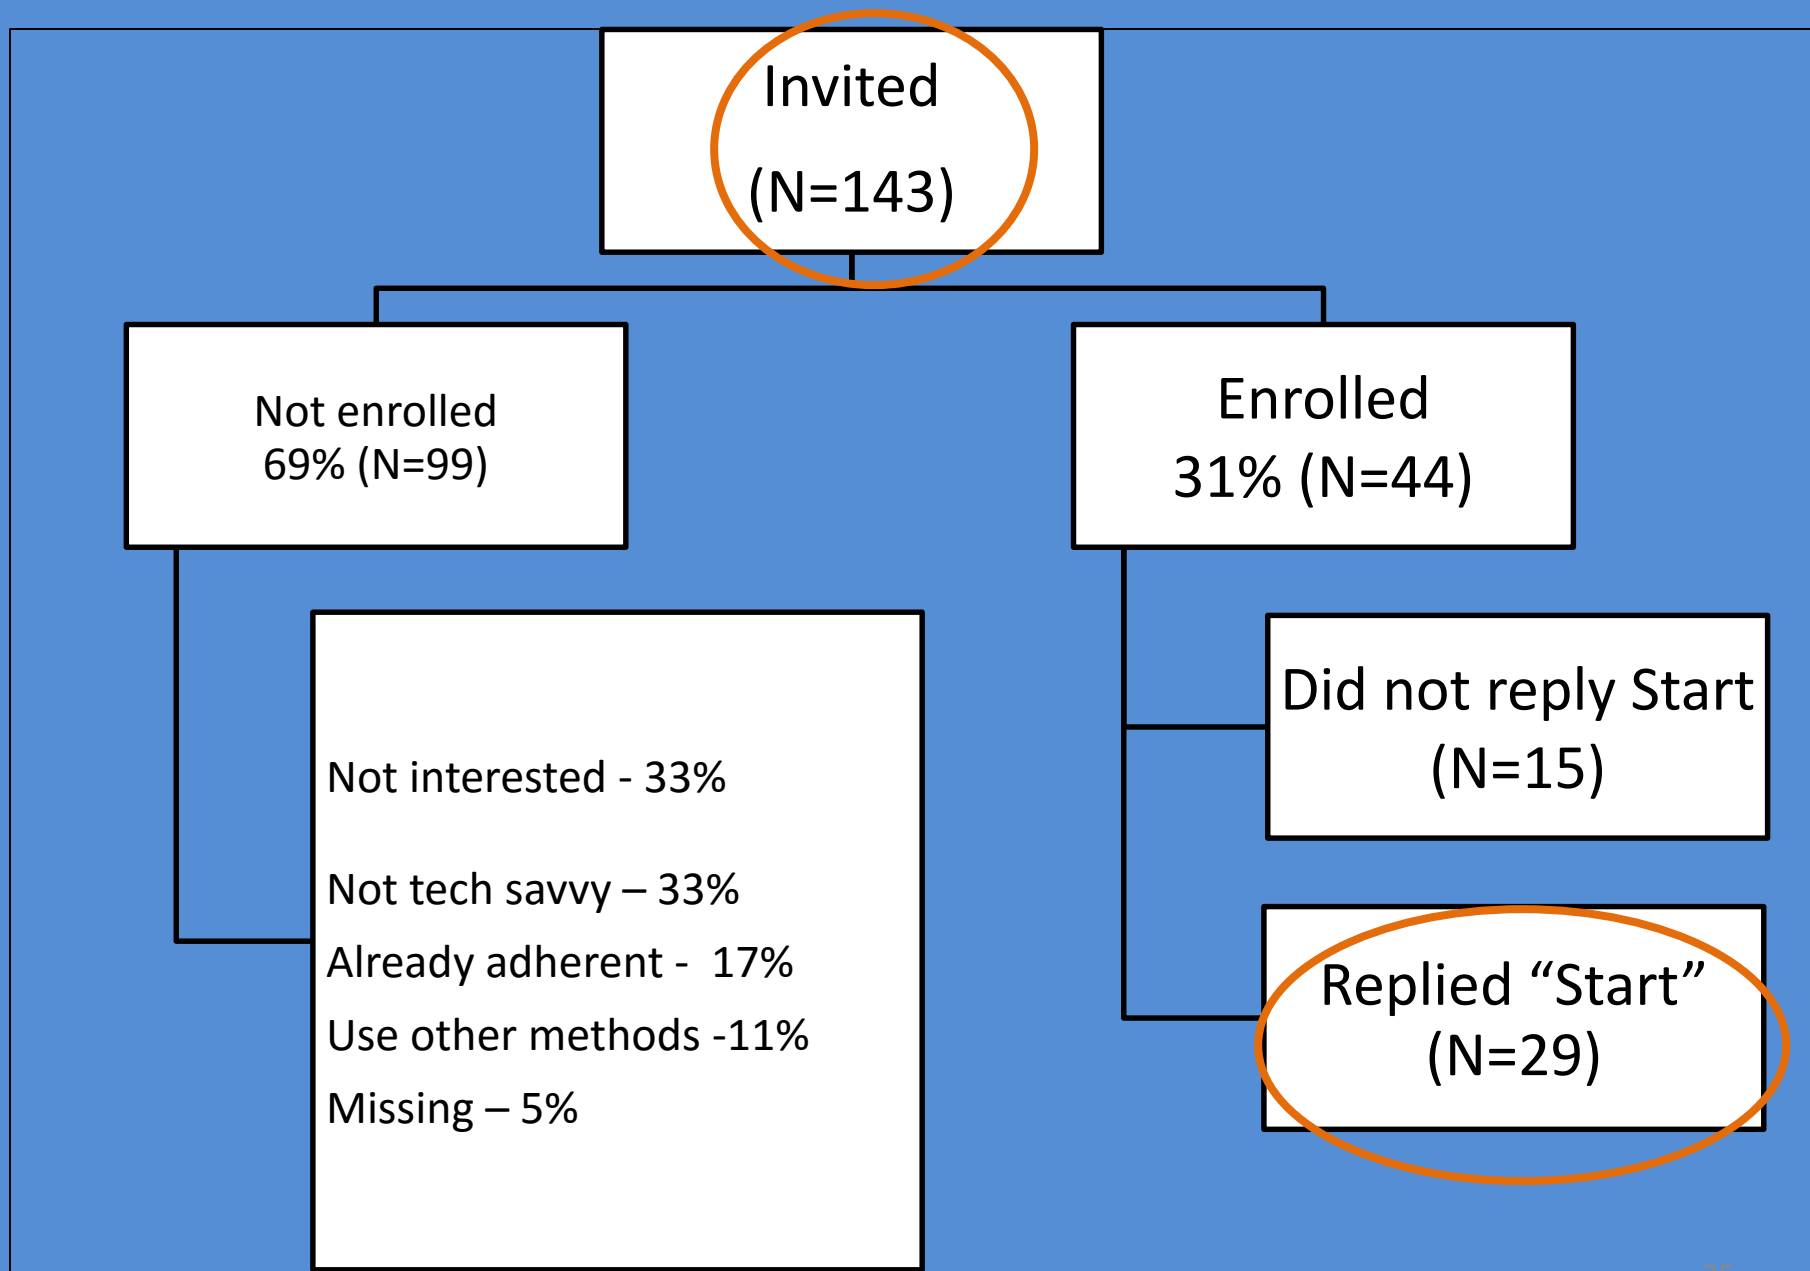 Invited
(N=143)
Not enrolled
69% (N=99)
Enrolled
31% (N=44)
Not interested - 33%
Not tech savvy – 33%
Already adherent -  17%
Use other methods -11%
Missing – 5%
Did not reply Start
(N=15)
Replied “Start”
(N=29)